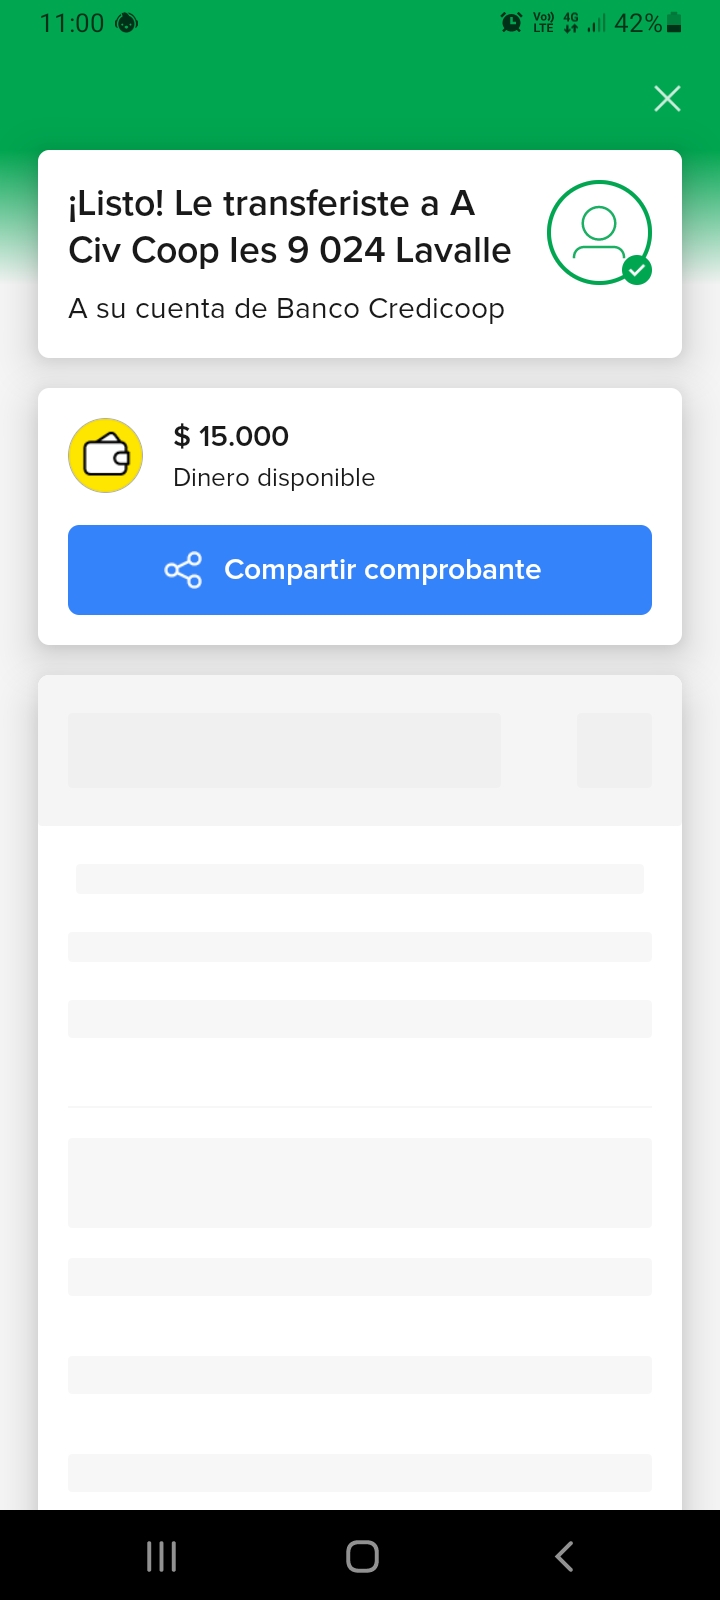 11:00 Vo)) LTE 4G 42%
¡Listo! Le transferiste a A
Civ Coop Ies 9 024 Lavalle
A su cuenta de Banco Credicoop
$ 15.000
Dinero disponible
Compartir comprobante